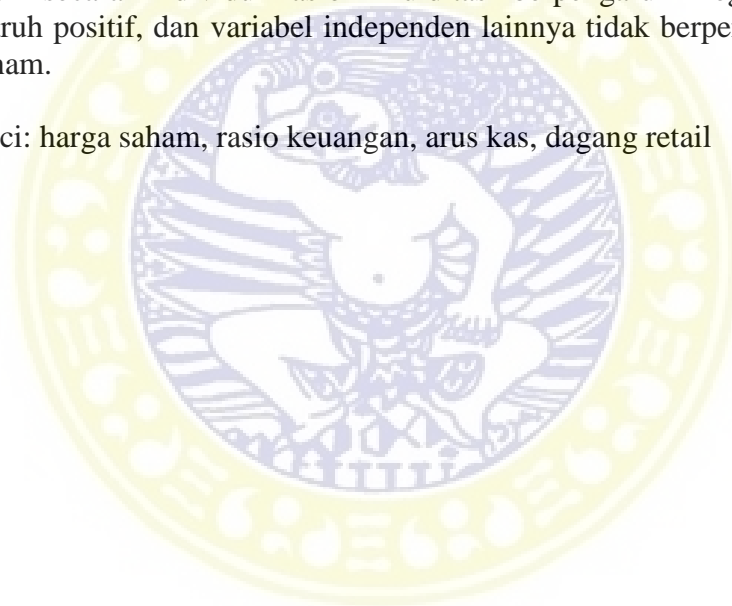 ruh positif, dan variabel independen lainnya tidak berpe
ham.
ci: harga saham, rasio keuangan, arus kas, dagang retail